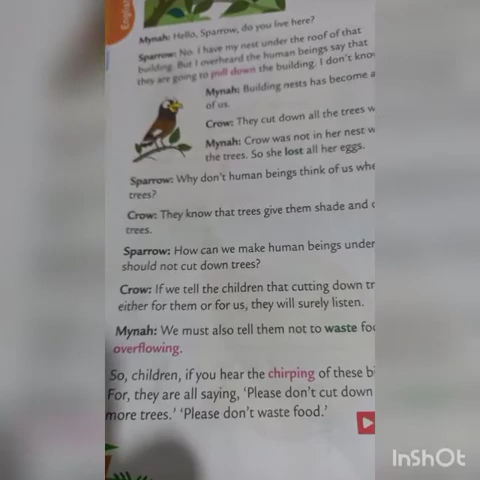 English
Mynah: Hello, Sparrow, do you live here?
Sparrow: No. I have my nest under the roof of that
building. But I overheard the human beings say that
they are going to pull down the building. I don't know
Mynah: Building nests has become a
of us.
Crow: They cut down all the trees w
Mynah: Crow was not in her nest w
the trees. So she lost all her eggs.
Sparrow: Why don't human beings think of us whe
trees?
Crow: They know that trees give them shade and
trees.
Sparrow: How can we make human beings under
should not cut down trees?
Crow: If we tell the children that cutting down tr
either for them or for us, they will surely listen.
Mynah: We must also tell them not to waste foo
overflowing.
So, children, if you hear the chirping of these bi
For, they are all saying, 'Please don't cut down
more trees.' 'Please don't waste food.'
InShOt